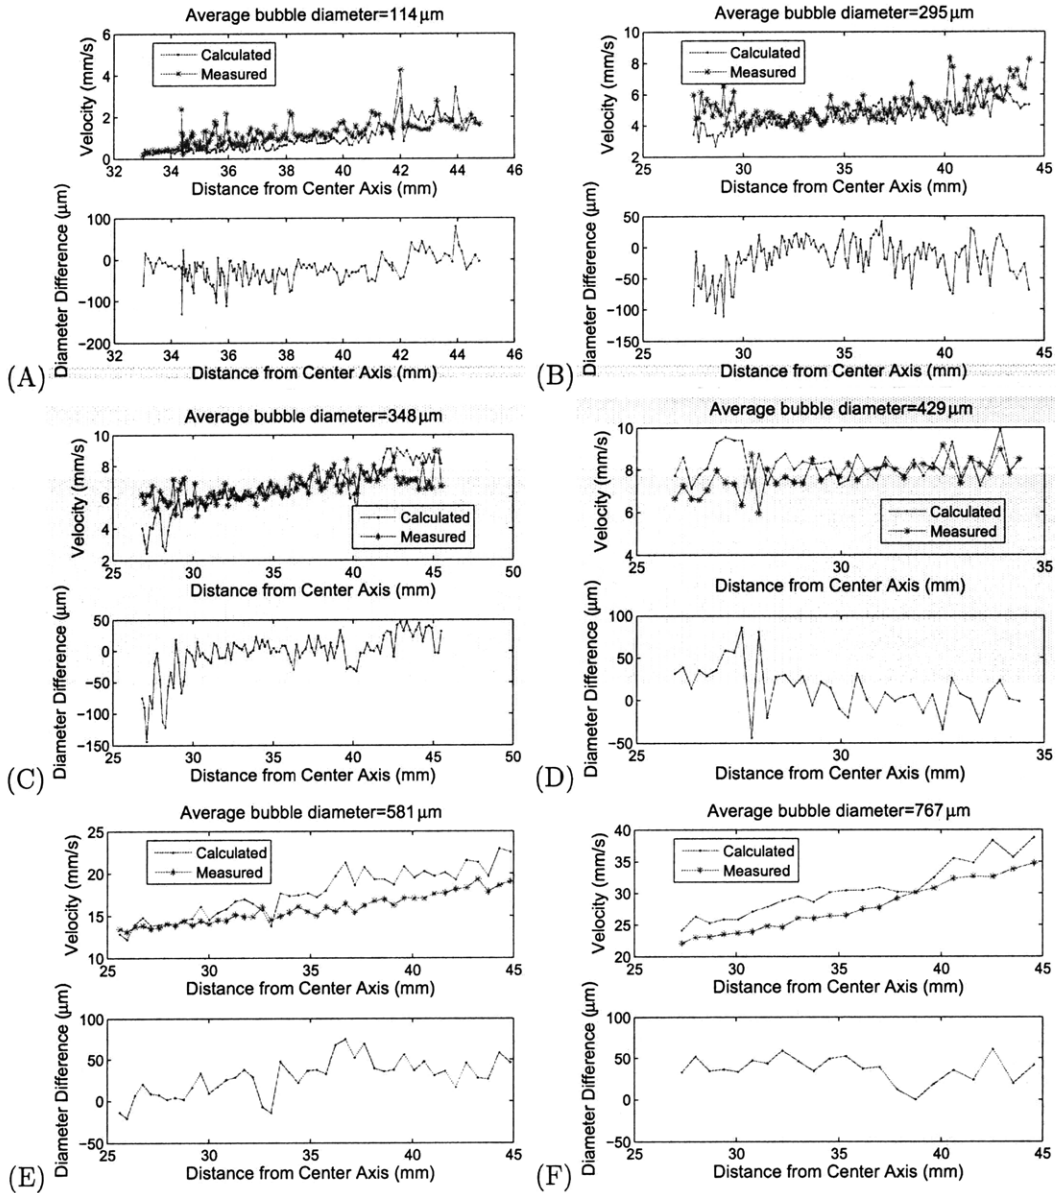 Average bubble diameter=114μm
Velocity (mm/s)
6
4
2
0
Calculated
Measured
32 34 36 38 40 42 44 46
Distance from Center Axis (mm)
Diameter Difference (μm)
100
0
−100
−200
32 34 36 38 40 42 44 46
Distance from Center Axis (mm)
(A)
Average bubble diameter=295μm
Velocity (mm/s)
10
8
6
4
2
Calculated
Measured
25 30 35 40 45
Distance from Center Axis (mm)
Diameter Difference (μm)
50
0
−50
−100
−150
25 30 35 40 45
Distance from Center Axis (mm)
(B)
Average bubble diameter=348μm
Velocity (mm/s)
10
8
6
4
2
Calculated
Measured
25 30 35 40 45 50
Distance from Center Axis (mm)
Diameter Difference (μm)
50
0
−50
−100
−150
25 30 35 40 45 50
Distance from Center Axis (mm)
(C)
Average bubble diameter=429μm
Velocity (mm/s)
10
8
6
4
Calculated
Measured
25 30 35
Distance from Center Axis (mm)
Diameter Difference (μm)
100
50
0
−50
25 30 35
Distance from Center Axis (mm)
(D)
Average bubble diameter=581μm
Velocity (mm/s)
25
20
15
10
Calculated
Measured
25 30 35 40 45
Distance from Center Axis (mm)
Diameter Difference (μm)
100
50
0
−50
25 30 35 40 45
Distance from Center Axis (mm)
(E)
Average bubble diameter=767μm
Velocity (mm/s)
40
35
30
25
20
Calculated
Measured
25 30 35 40 45
Distance from Center Axis (mm)
Diameter Difference (μm)
100
50
0
−50
25 30 35 40 45
Distance from Center Axis (mm)
(F)